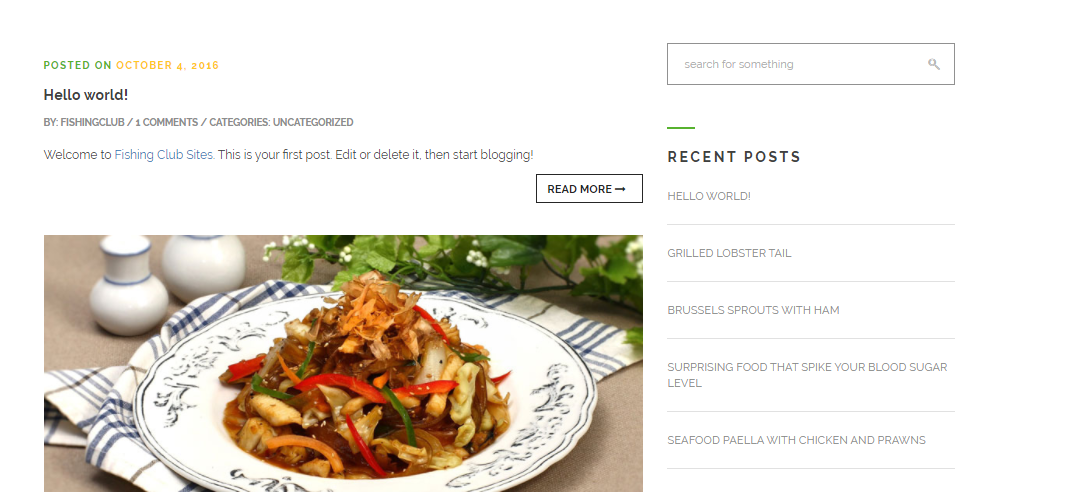 POSTED ON OCTOBER 4, 2016
Hello world!
BY: FISHINGCLUB / 1 COMMENTS / CATEGORIES: UNCATEGORIZED
Welcome to Fishing Club Sites. This is your first post. Edit or delete it, then start blogging!
READ MORE ➞
search for something
RECENT POSTS
HELLO WORLD!
GRILLED LOBSTER TAIL
BRUSSELS SPROUTS WITH HAM
SURPRISING FOOD THAT SPIKE YOUR BLOOD SUGAR
LEVEL
SEAFOOD PAELLA WITH CHICKEN AND PRAWNS